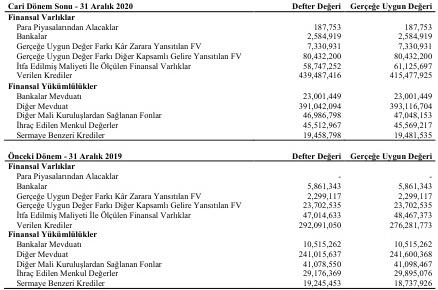 Cari Dönem Sonu - 31 Aralık 2020 Defter Değeri Gerçeğe Uygun Değeri
Finansal Varlıklar
Para Piyasalarından Alacaklar 187,753 187,753
Bankalar 2,584,919 2,584,919
Gerçeğe Uygun Değer Farkı Kâr Zarara Yansıtılan FV 7,330,931 7,330,931
Gerçeğe Uygun Değer Farkı Diğer Kapsamlı Gelire Yansıtılan FV 80,432,200 80,432,200
İtfa Edilmiş Maliyeti İle Ölçülen Finansal Varlıklar 58,747,252 61,125,697
Verilen Krediler 439,487,416 415,477,925
Finansal Yükümlülükler
Bankalar Mevduatı 23,001,449 23,001,449
Diğer Mevduat 391,042,094 393,116,704
Diğer Mali Kuruluşlardan Sağlanan Fonlar 46,986,798 47,048,153
İhraç Edilen Menkul Değerler 45,512,967 45,569,217
Sermaye Benzeri Krediler 19,458,798 19,481,535
Önceki Dönem - 31 Aralık 2019 Defter Değeri Gerçeğe Uygun Değeri
Finansal Varlıklar
Para Piyasalarından Alacaklar - -
Bankalar 5,861,343 5,861,343
Gerçeğe Uygun Değer Farkı Kâr Zarara Yansıtılan FV 2,299,117 2,299,117
Gerçeğe Uygun Değer Farkı Diğer Kapsamlı Gelire Yansıtılan FV 23,702,535 23,702,535
İtfa Edilmiş Maliyeti İle Ölçülen Finansal Varlıklar 47,014,633 48,467,373
Verilen Krediler 292,091,050 276,281,773
Finansal Yükümlülükler
Bankalar Mevduatı 10,515,262 10,515,262
Diğer Mevduat 241,015,637 241,600,368
Diğer Mali Kuruluşlardan Sağlanan Fonlar 41,078,550 41,098,467
İhraç Edilen Menkul Değerler 29,176,369 29,895,076
Sermaye Benzeri Krediler 19,245,453 18,737,926